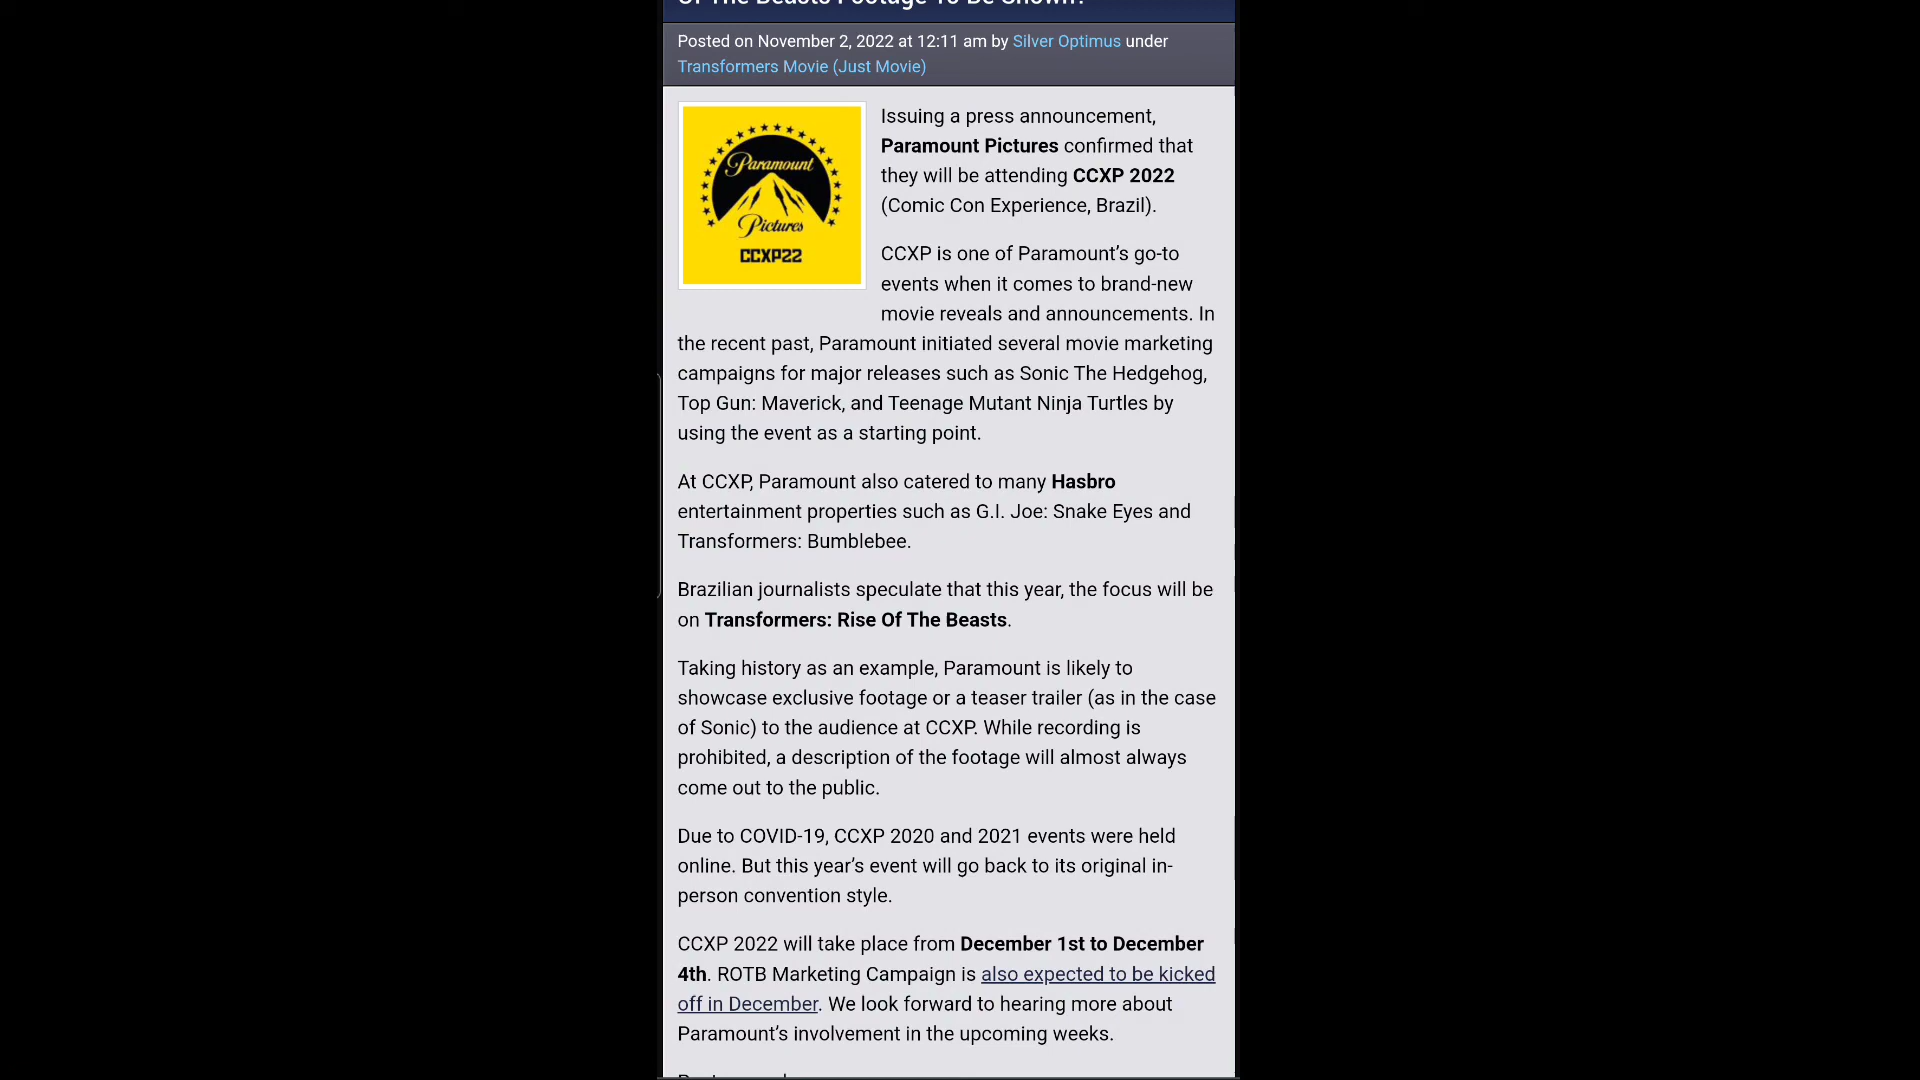 Of The Beasts Footage To Be Shown?
Posted on November 2, 2022 at 12:11 am by Silver Optimus under
Transformers Movie (Just Movie)
Paramount
Pictures
CCXP22
Issuing a press announcement,
Paramount Pictures confirmed that
they will be attending CCXP 2022
(Comic Con Experience, Brazil).
CCXP is one of Paramount’s go-to
events when it comes to brand-new
movie reveals and announcements. In
the recent past, Paramount initiated several movie marketing
campaigns for major releases such as Sonic The Hedgehog,
Top Gun: Maverick, and Teenage Mutant Ninja Turtles by
using the event as a starting point.
At CCXP, Paramount also catered to many Hasbro
entertainment properties such as G.I. Joe: Snake Eyes and
Transformers: Bumblebee.
Brazilian journalists speculate that this year, the focus will be
on Transformers: Rise Of The Beasts.
Taking history as an example, Paramount is likely to
showcase exclusive footage or a teaser trailer (as in the case
of Sonic) to the audience at CCXP. While recording is
prohibited, a description of the footage will almost always
come out to the public.
Due to COVID-19, CCXP 2020 and 2021 events were held
online. But this year’s event will go back to its original in-
person convention style.
CCXP 2022 will take place from December 1st to December
4th. ROTB Marketing Campaign is also expected to be kicked
off in December. We look forward to hearing more about
Paramount’s involvement in the upcoming weeks.